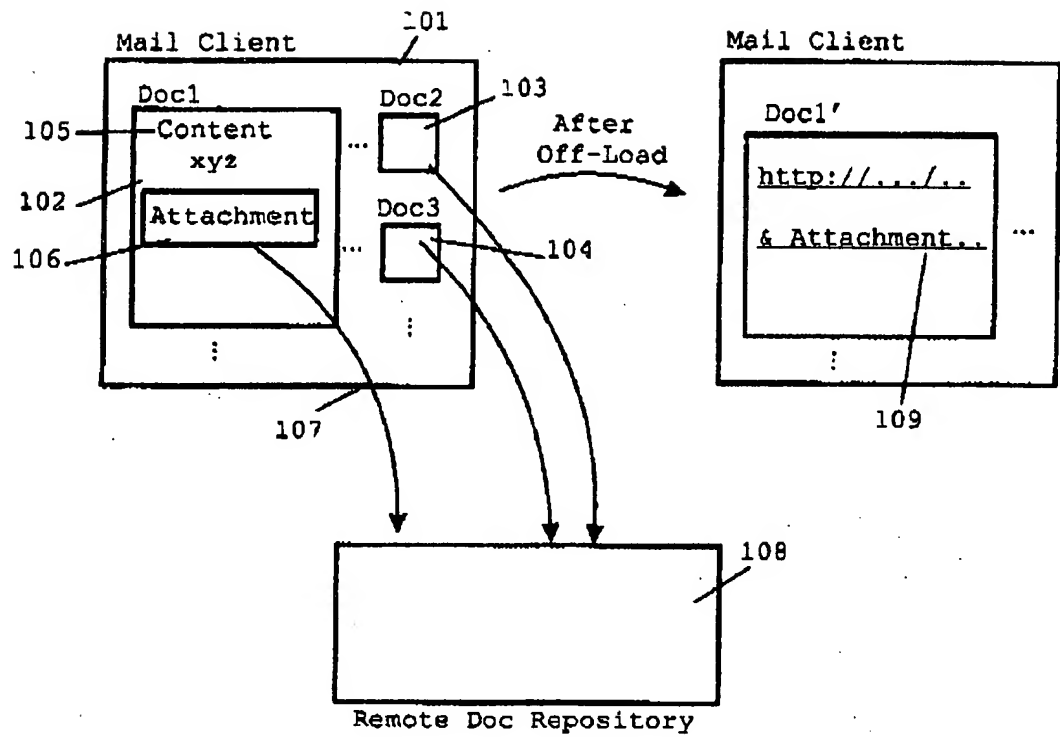 101
Mail Client
Doc1
105
Content
xyz
102
Attachment
106
...
Doc2
103
...
Doc3
104
⋮
⋮
107
After
Off-Load
Mail Client
Doc1'
http://.../..
& Attachment..
...
⋮
109
108
Remote Doc Repository